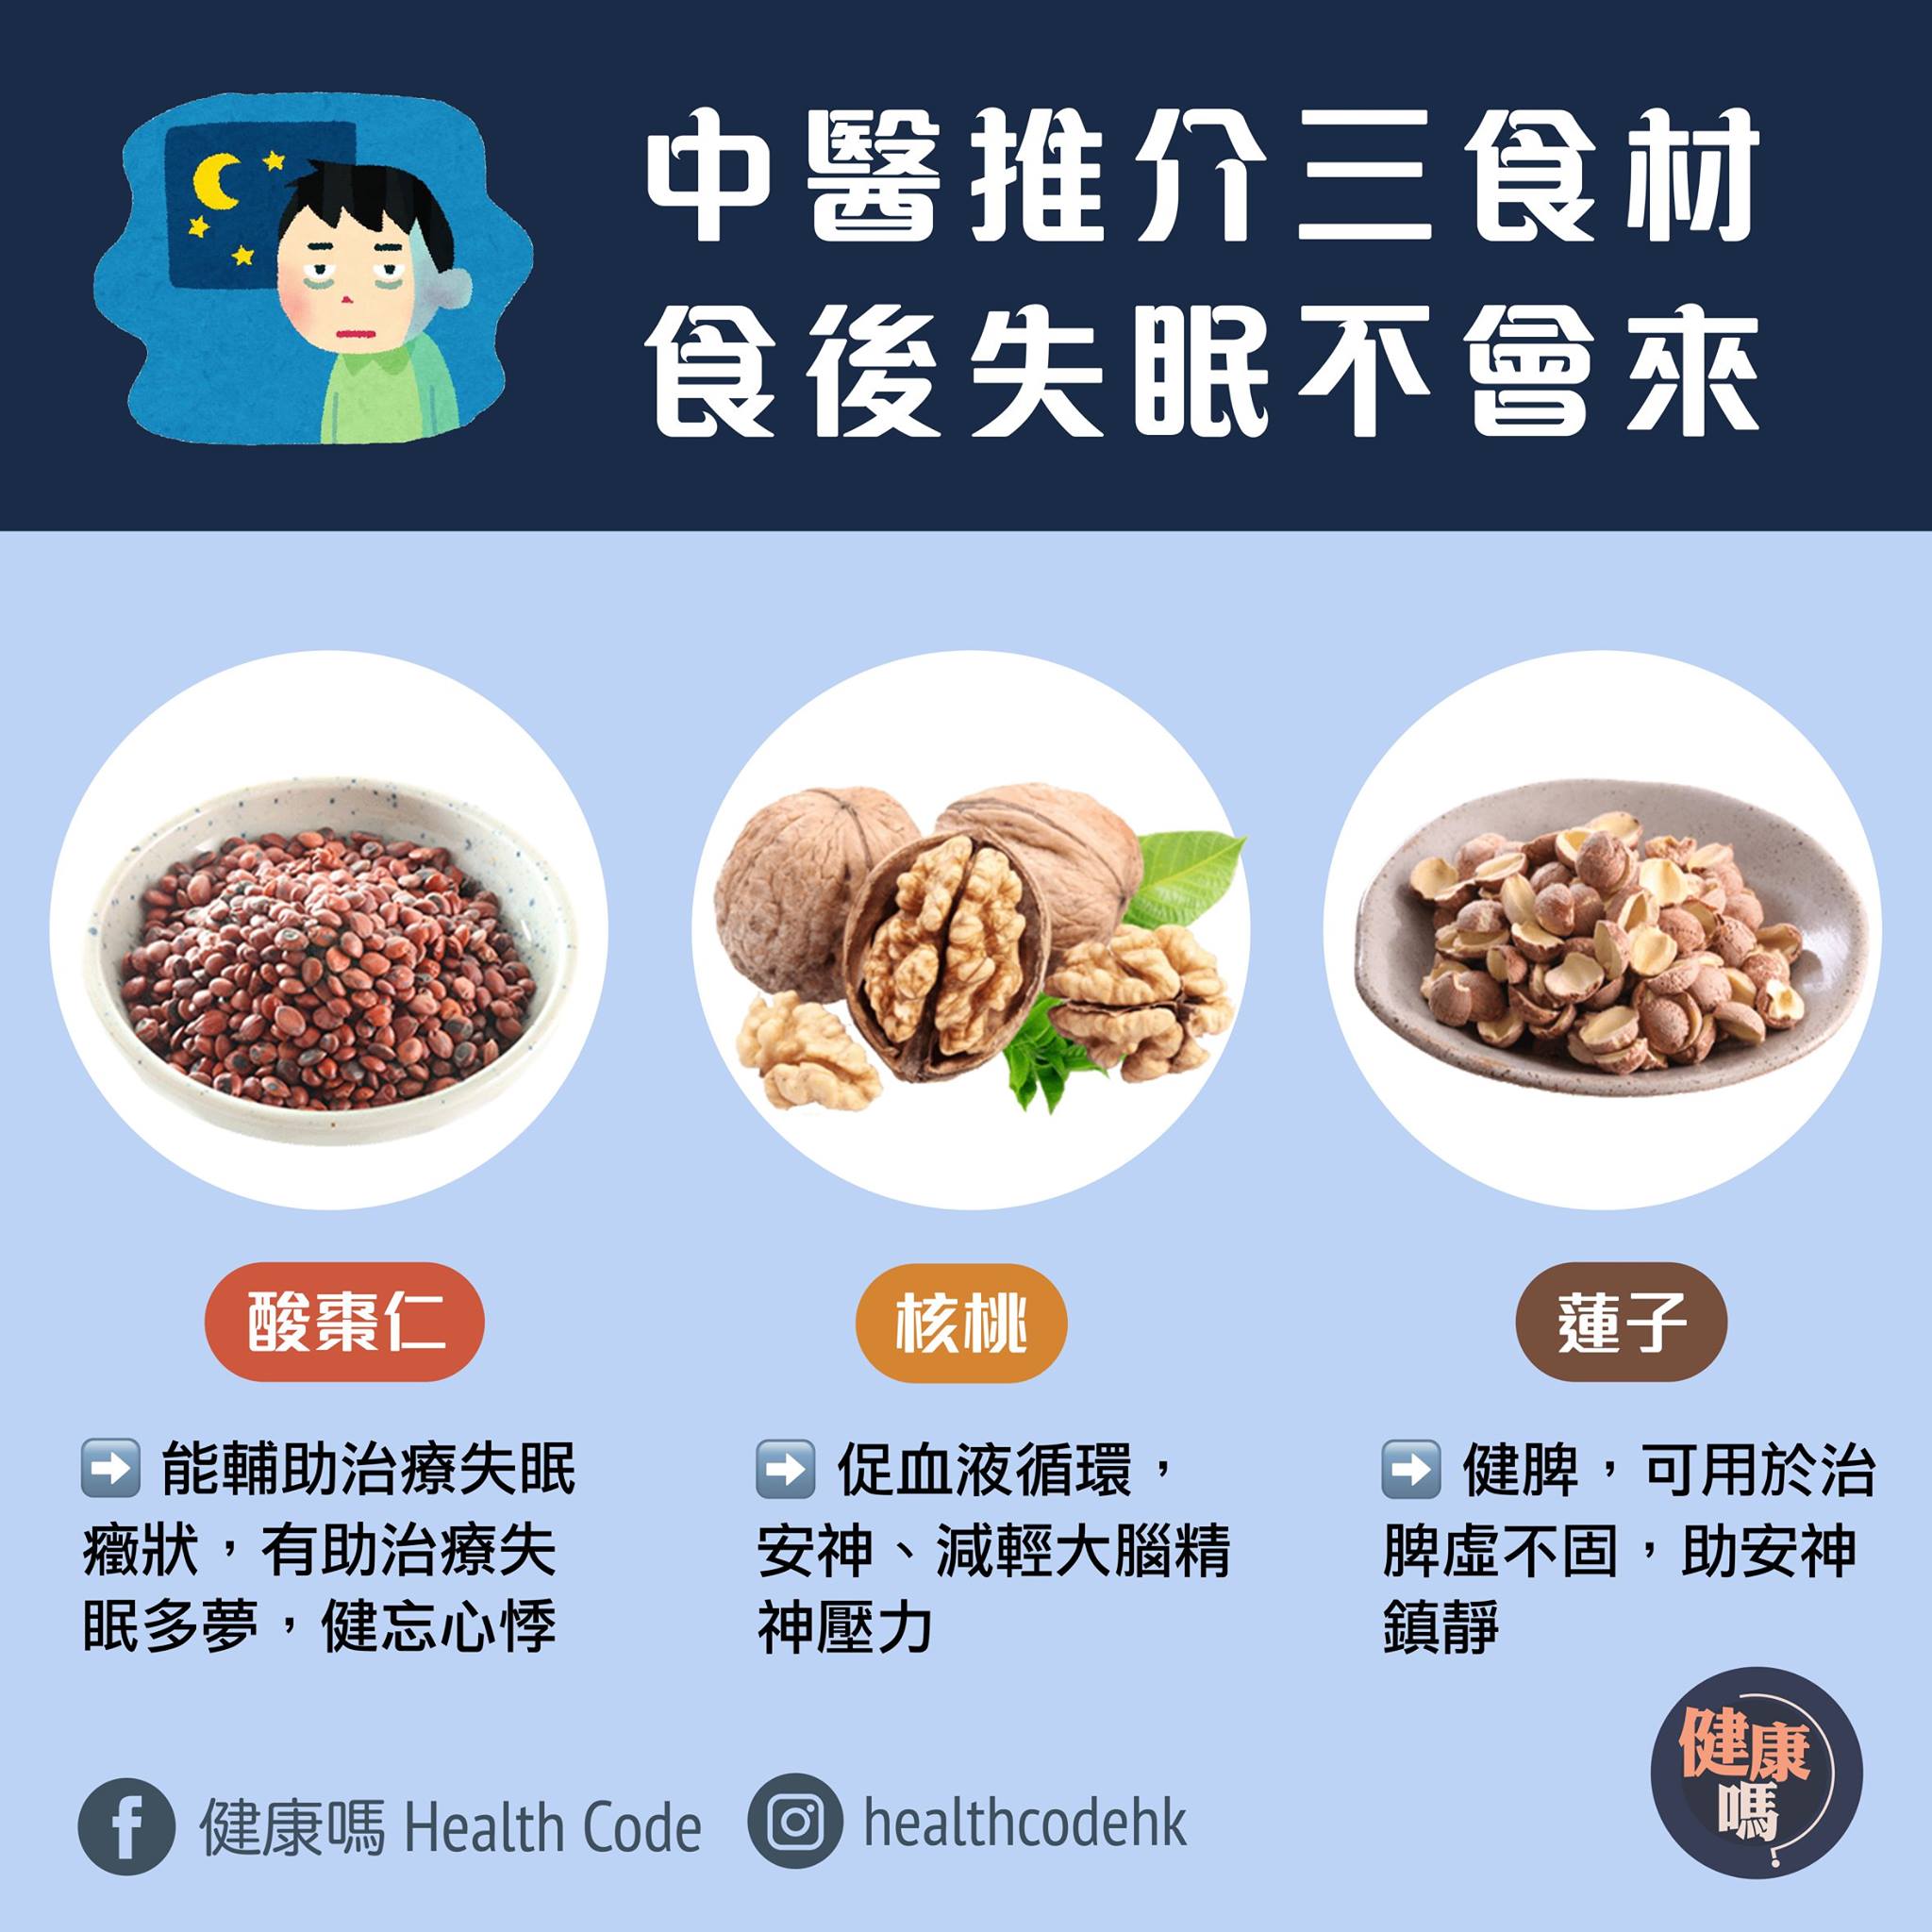 中醫推介三食材
食後失眠不會來
酸棗仁
能輔助治療失眠
癥狀，有助治療失
眠多夢，健忘心悸
核桃
促血液循環，
安神、減輕大腦精
神壓力
蓮子
健脾，可用於治
脾虛不固，助安神
鎮靜
健康嗎 Health Code
healthcodehk
健康
嗎?